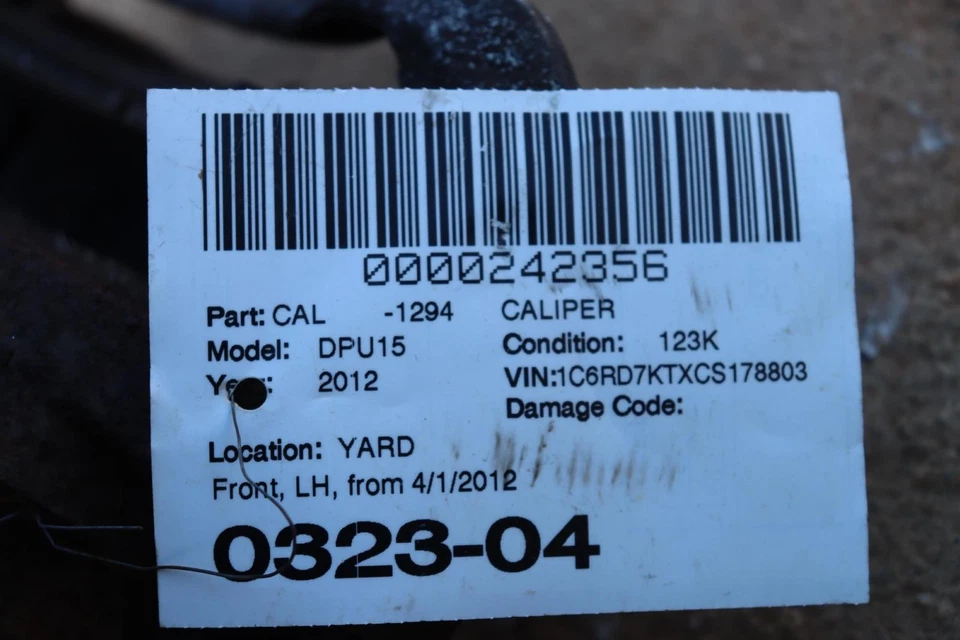 0000242356
Part: CAL -1294 CALIPER
Model: DPU15 Condition: 123K
Year: 2012 VIN:1C6RD7KTXCS178803
Damage Code:
Location: YARD
Front, LH, from 4/1/2012
0323-04